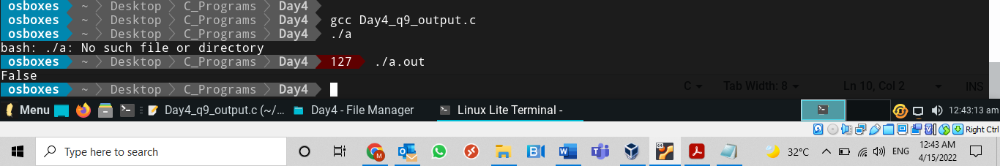 osboxes ~ Desktop C_Programs Day4
osboxes ~ Desktop C_Programs Day4 gcc Day4_q9_output.c
osboxes ~ Desktop C_Programs Day4 ./a
bash: ./a: No such file or directory
osboxes ~ Desktop C_Programs Day4 127 ./a.out
False
osboxes ~ Desktop C_Programs Day4
C Tab Width: 8 Ln 10, Col 2 INS
Menu Day4_q9_output.c (~/... Day4 - File Manager Linux Lite Terminal - 12:43:13 am
Right Ctrl
Type here to search 32°C ENG 12:43 AM
4/15/2022